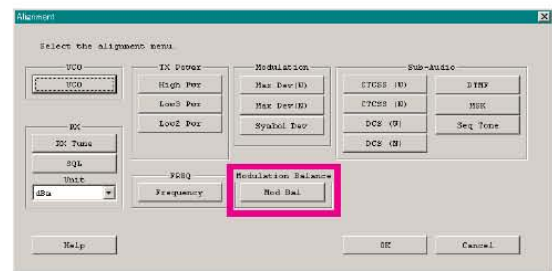 Alignment
Select the alignment menu.
VCO
VCO
RX
RX Tune
SQL
Unit
dBm
TX Power
High Pwr
Low3 Pwr
Low2 Pwr
FREQ
Frequency
Modulation
Max Dev(W)
Max Dev(N)
Symbol Dev
Modulation Balance
Mod Bal
Sub-Audio
CTCSS (W)
CTCSS (N)
DCS (W)
DCS (N)
DTMF
MSK
Seq Tone
Help
OK
Cancel